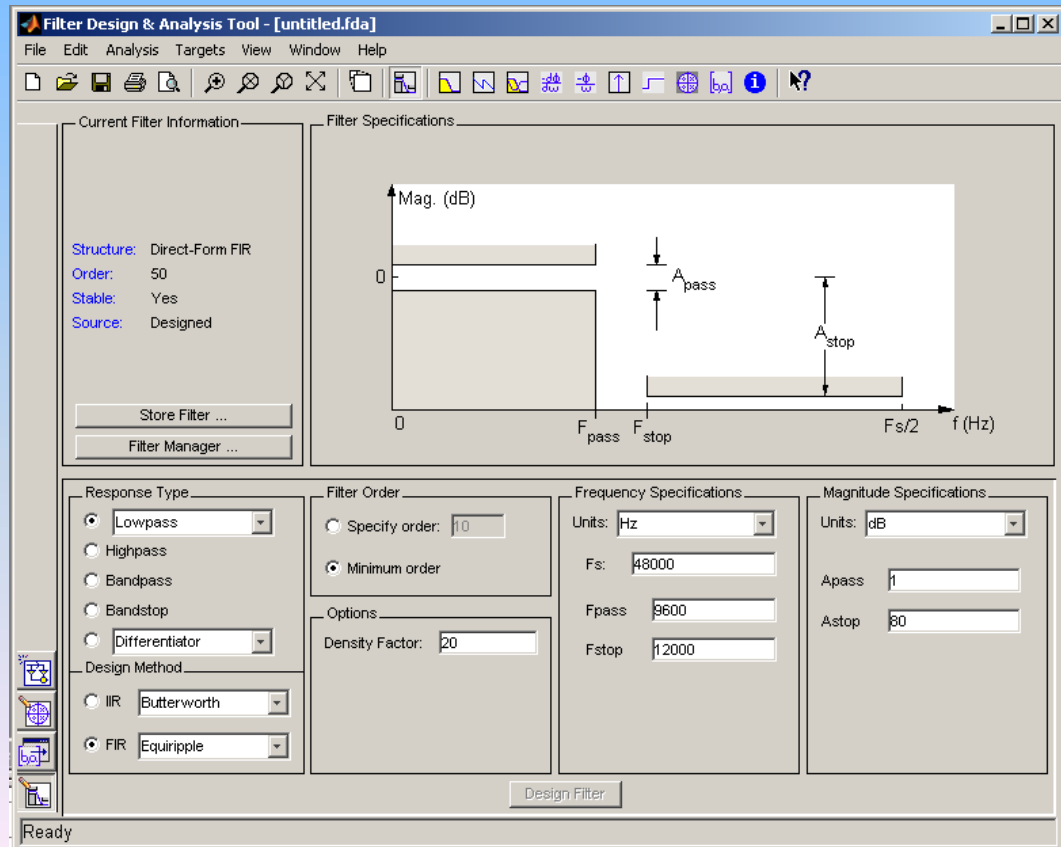 Filter Design & Analysis Tool - [untitled.fda]
File Edit Analysis Targets View Window Help
Current Filter Information
Structure: Direct-Form FIR
Order: 50
Stable: Yes
Source: Designed
Store Filter ...
Filter Manager ...
Filter Specifications
Mag. (dB)
0
Apass
Astop
0
Fpass
Fstop
Fs/2
f (Hz)
Response Type
Lowpass
Highpass
Bandpass
Bandstop
Differentiator
Design Method
IIR Butterworth
FIR Equiripple
Filter Order
Specify order: 10
Minimum order
Options
Density Factor: 20
Frequency Specifications
Units: Hz
Fs: 48000
Fpass 9600
Fstop 12000
Magnitude Specifications
Units: dB
Apass 1
Astop 80
Design Filter
Ready